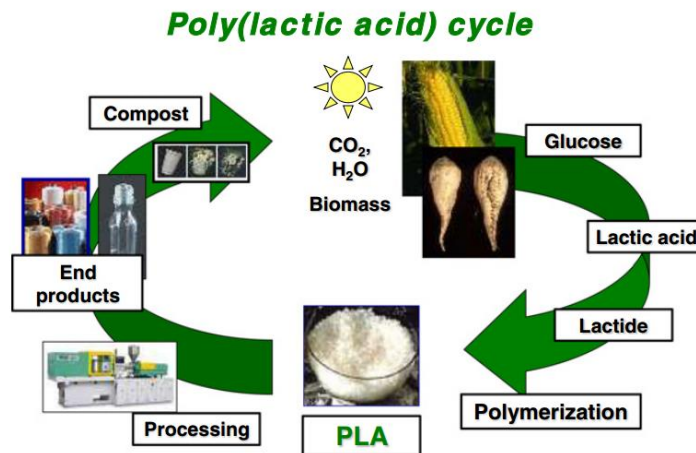 Poly(lactic acid) cycle
Compost
CO₂,
H₂O
Biomass
Glucose
Lactic acid
Lactide
Polymerization
PLA
Processing
End
products